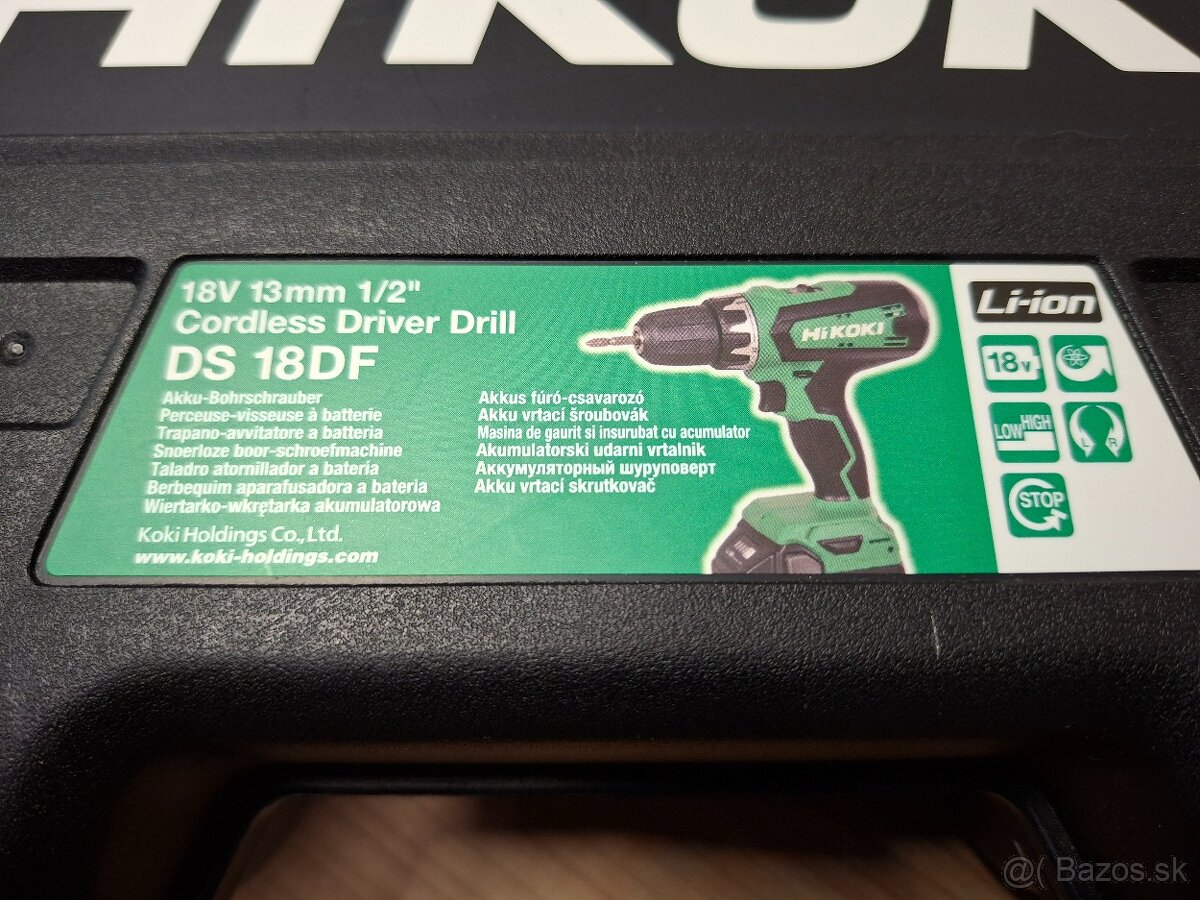 HIKOK
18V 13mm 1/2"
Cordless Driver Drill
DS 18DF
Akku-Bohrschrauber
Perceuse-visseuse à batterie
Trapano-avvitatore a batteria
Snoerloze boor-schroefmachine
Taladro atornillador a bateria
Berbequim aparafusadora a bateria
Wiertarko-wkrętarka akumulatorowa
Koki Holdings Co.,Ltd.
www.koki-holdings.com
Akkus fúró-csavarozó
Akku vrtací šroubovák
Masina de gaurit si insurubat cu acumulator
Akumulatorski udarni vrtalnik
Аккумуляторный шуруповерт
Akku vrtací skrutkovač
HiKOKI
Li-ion
18V
LOW HIGH
L R
STOP
@( Bazos.sk